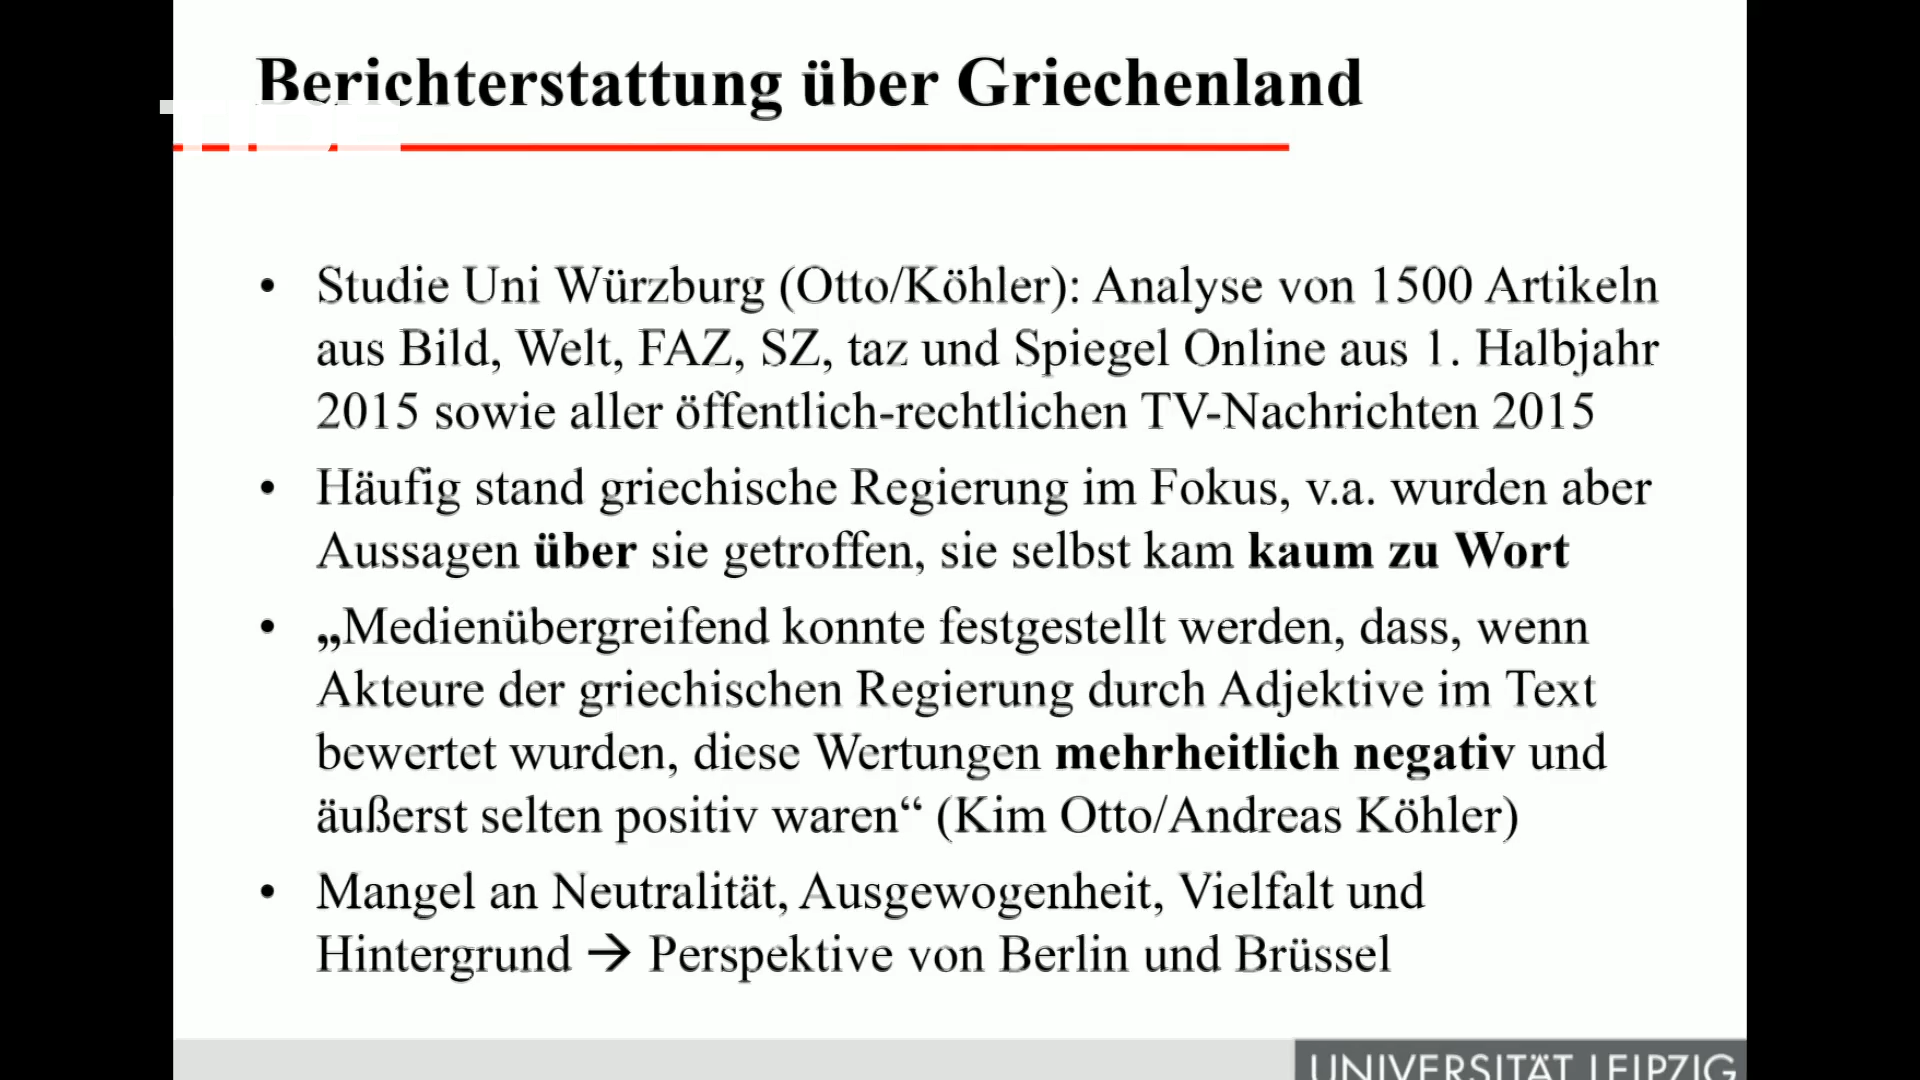 Berichterstattung über Griechenland
• Studie Uni Würzburg (Otto/Köhler): Analyse von 1500 Artikeln
aus Bild, Welt, FAZ, SZ, taz und Spiegel Online aus 1. Halbjahr
2015 sowie aller öffentlich-rechtlichen TV-Nachrichten 2015
• Häufig stand griechische Regierung im Fokus, v.a. wurden aber
Aussagen über sie getroffen, sie selbst kam kaum zu Wort
• „Medienübergreifend konnte festgestellt werden, dass, wenn
Akteure der griechischen Regierung durch Adjektive im Text
bewertet wurden, diese Wertungen mehrheitlich negativ und
äußerst selten positiv waren“ (Kim Otto/Andreas Köhler)
• Mangel an Neutralität, Ausgewogenheit, Vielfalt und
Hintergrund → Perspektive von Berlin und Brüssel
UNIVERSITÄT LEIPZIG